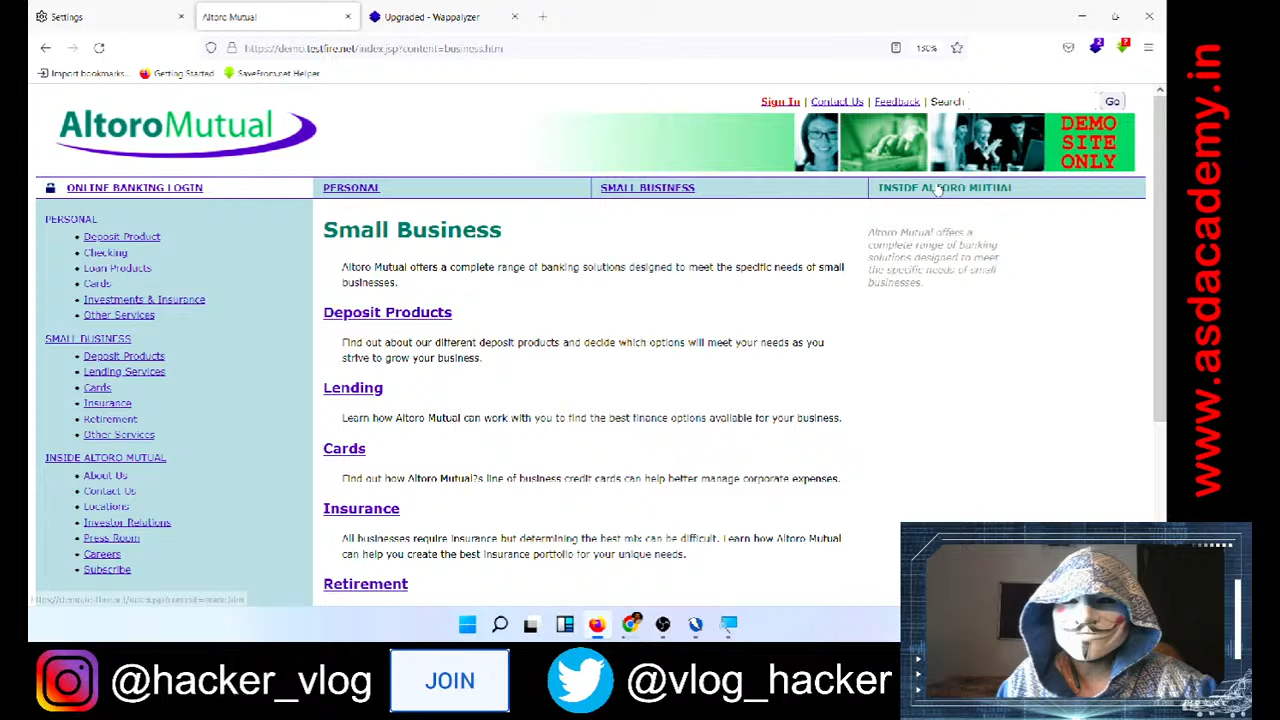 Settings
Altoro Mutual
Upgraded - Wappalyzer
https://demo.testfire.net/index.jsp?content=business.htm
130%
Import bookmarks...
Getting Started
SaveFrom.net Helper
Sign In | Contact Us | Feedback | Search
Go
AltoroMutual
DEMO
SITE
ONLY
ONLINE BANKING LOGIN
PERSONAL
SMALL BUSINESS
INSIDE ALTORO MUTUAL
PERSONAL
Deposit Product
Checking
Loan Products
Cards
Investments & Insurance
Other Services
SMALL BUSINESS
Deposit Products
Lending Services
Cards
Insurance
Retirement
Other Services
INSIDE ALTORO MUTUAL
About Us
Contact Us
Locations
Investor Relations
Press Room
Careers
Subscribe
Small Business
Altoro Mutual offers a complete range of banking solutions designed to meet the specific needs of small
businesses.
Deposit Products
Find out about our different deposit products and decide which options will meet your needs as you
strive to grow your business.
Lending
Learn how Altoro Mutual can work with you to find the best finance options available for your business.
Cards
Find out how Altoro Mutual?s line of business credit cards can help better manage corporate expenses.
Insurance
All businesses require insurance but determining the best mix can be difficult. Learn how Altoro Mutual
can help you create the best insurance portfolio for your unique needs.
Retirement
Altoro Mutual offers a
complete range of banking
solutions designed to meet
the specific needs of small
businesses.
www.asdacademy.in
@hacker_vlog
JOIN
@vlog_hacker